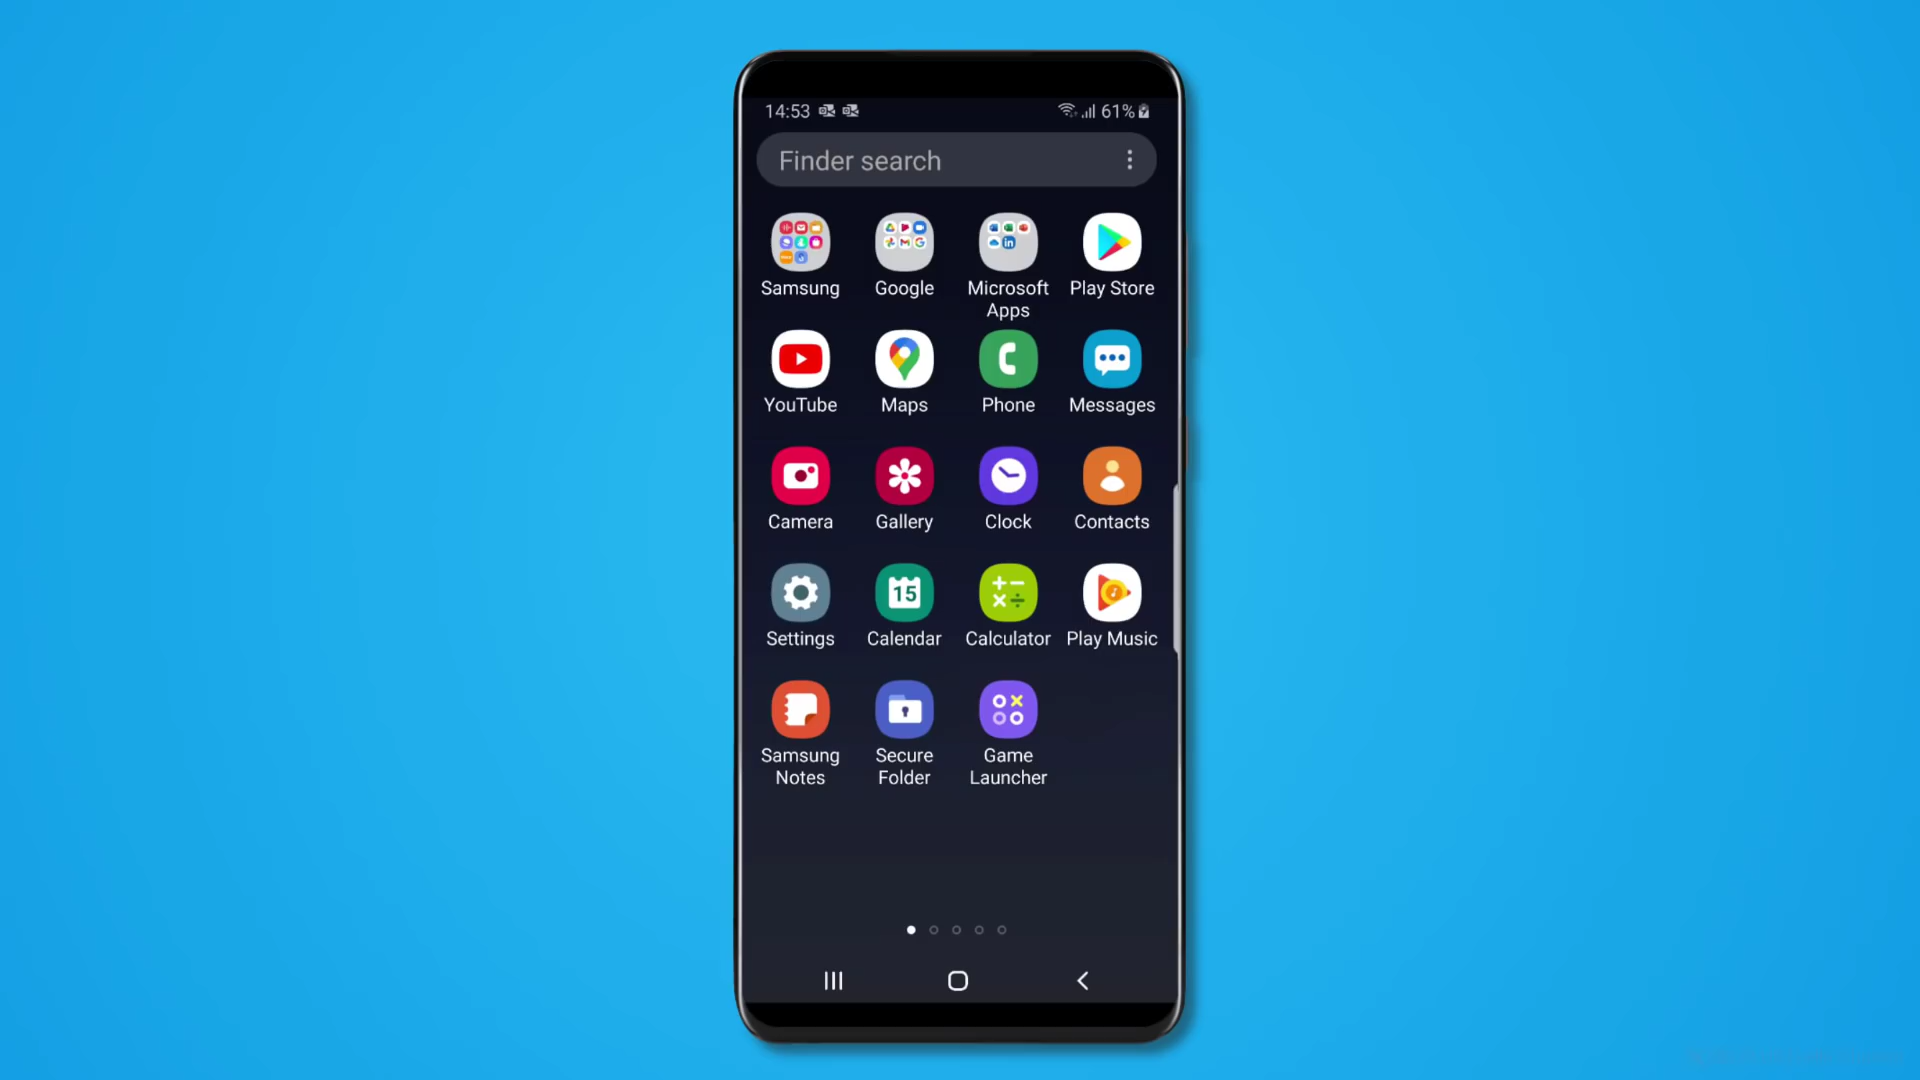 14:53 61%
Finder search
Samsung Google Microsoft Apps Play Store
YouTube Maps Phone Messages
Camera Gallery Clock Contacts
15
Settings Calendar Calculator Play Music
Samsung Notes Secure Folder Game Launcher